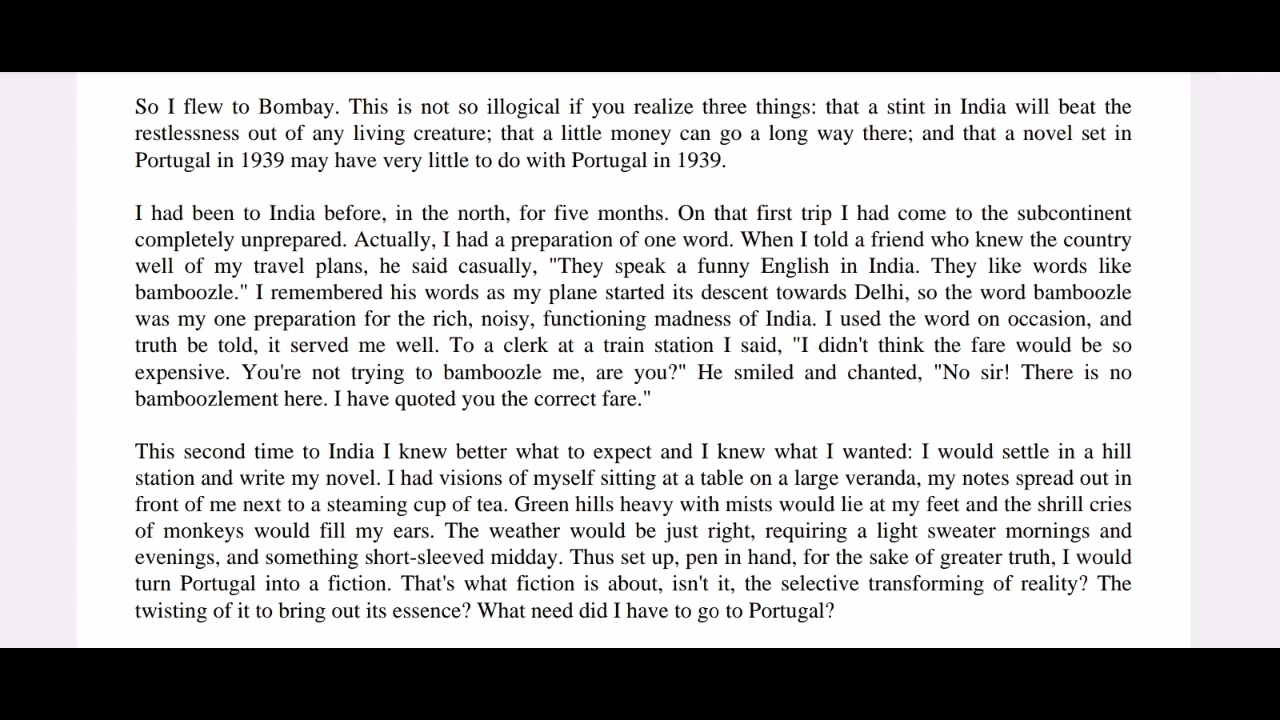 So I flew to Bombay. This is not so illogical if you realize three things: that a stint in India will beat the
restlessness out of any living creature; that a little money can go a long way there; and that a novel set in
Portugal in 1939 may have very little to do with Portugal in 1939.
I had been to India before, in the north, for five months. On that first trip I had come to the subcontinent
completely unprepared. Actually, I had a preparation of one word. When I told a friend who knew the country
well of my travel plans, he said casually, "They speak a funny English in India. They like words like
bamboozle." I remembered his words as my plane started its descent towards Delhi, so the word bamboozle
was my one preparation for the rich, noisy, functioning madness of India. I used the word on occasion, and
truth be told, it served me well. To a clerk at a train station I said, "I didn't think the fare would be so
expensive. You're not trying to bamboozle me, are you?" He smiled and chanted, "No sir! There is no
bamboozlement here. I have quoted you the correct fare."
This second time to India I knew better what to expect and I knew what I wanted: I would settle in a hill
station and write my novel. I had visions of myself sitting at a table on a large veranda, my notes spread out in
front of me next to a steaming cup of tea. Green hills heavy with mists would lie at my feet and the shrill cries
of monkeys would fill my ears. The weather would be just right, requiring a light sweater mornings and
evenings, and something short-sleeved midday. Thus set up, pen in hand, for the sake of greater truth, I would
turn Portugal into a fiction. That's what fiction is about, isn't it, the selective transforming of reality? The
twisting of it to bring out its essence? What need did I have to go to Portugal?